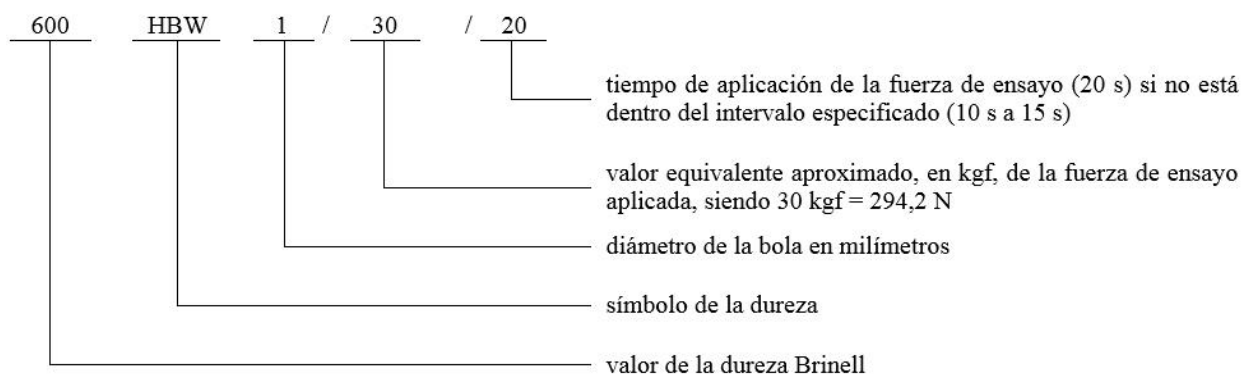 600 HBW 1 / 30 / 20
tiempo de aplicación de la fuerza de ensayo (20 s) si no está
dentro del intervalo especificado (10 s a 15 s)
valor equivalente aproximado, en kgf, de la fuerza de ensayo
aplicada, siendo 30 kgf = 294,2 N
diámetro de la bola en milímetros
símbolo de la dureza
valor de la dureza Brinell